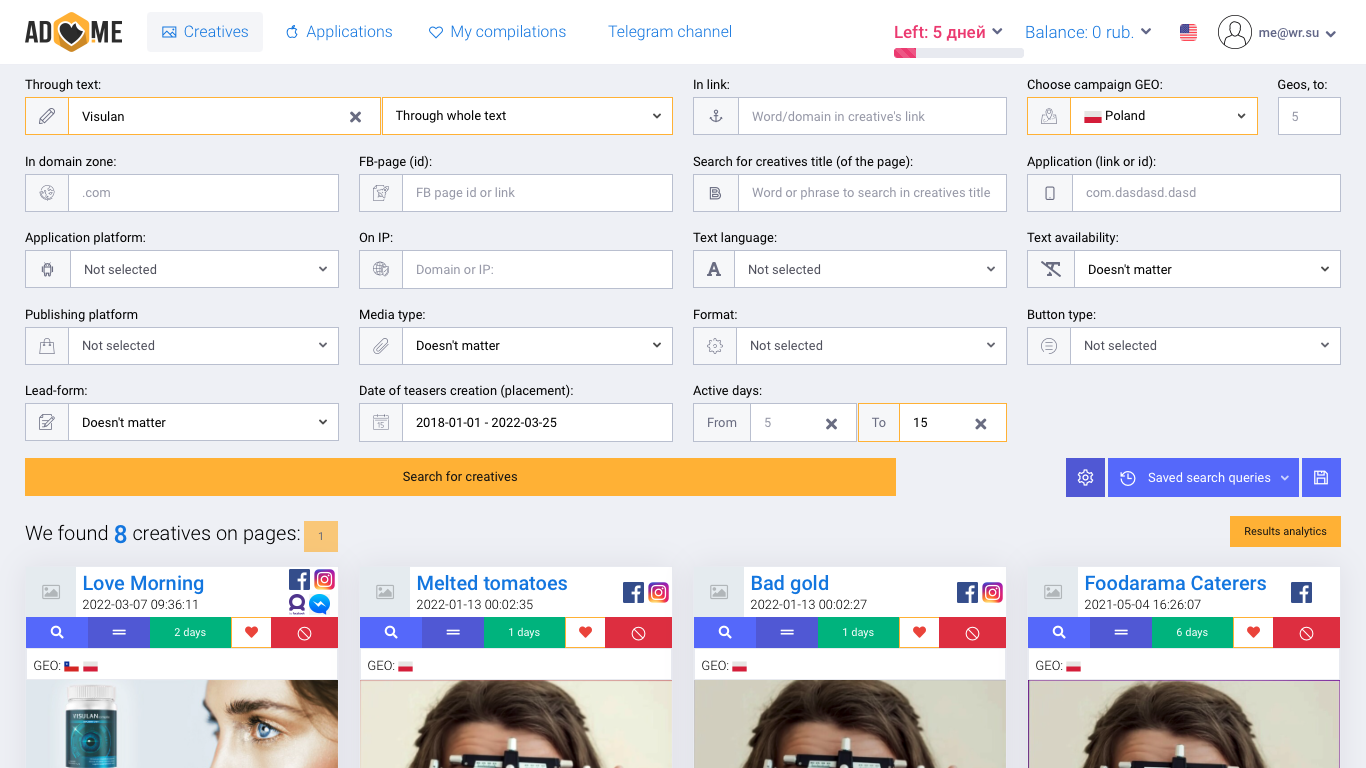 AD ME
Creatives
Applications
My compilations
Telegram channel
Left: 5 дней
Balance: 0 rub.
me@wr.su
Through text:
In link:
Choose campaign GEO:
Geos, to:
Visulan
Through whole text
Word/domain in creative's link
Poland
5
In domain zone:
FB-page (id):
Search for creatives title (of the page):
Application (link or id):
.com
FB page id or link
Word or phrase to search in creatives title
com.dasdasd.dasd
Application platform:
On IP:
Text language:
Text availability:
Not selected
Domain or IP:
Not selected
Doesn't matter
Publishing platform
Media type:
Format:
Button type:
Not selected
Doesn't matter
Not selected
Not selected
Lead-form:
Date of teasers creation (placement):
Active days:
Doesn't matter
2018-01-01 - 2022-03-25
From
5
To
15
Search for creatives
Saved search queries
We found 8 creatives on pages:
1
Results analytics
Love Morning
2022-03-07 09:36:11
Melted tomatoes
2022-01-13 00:02:35
Bad gold
2022-01-13 00:02:27
Foodarama Caterers
2021-05-04 16:26:07
2 days
1 days
1 days
6 days
GEO:
GEO:
GEO:
GEO:
VISULAN